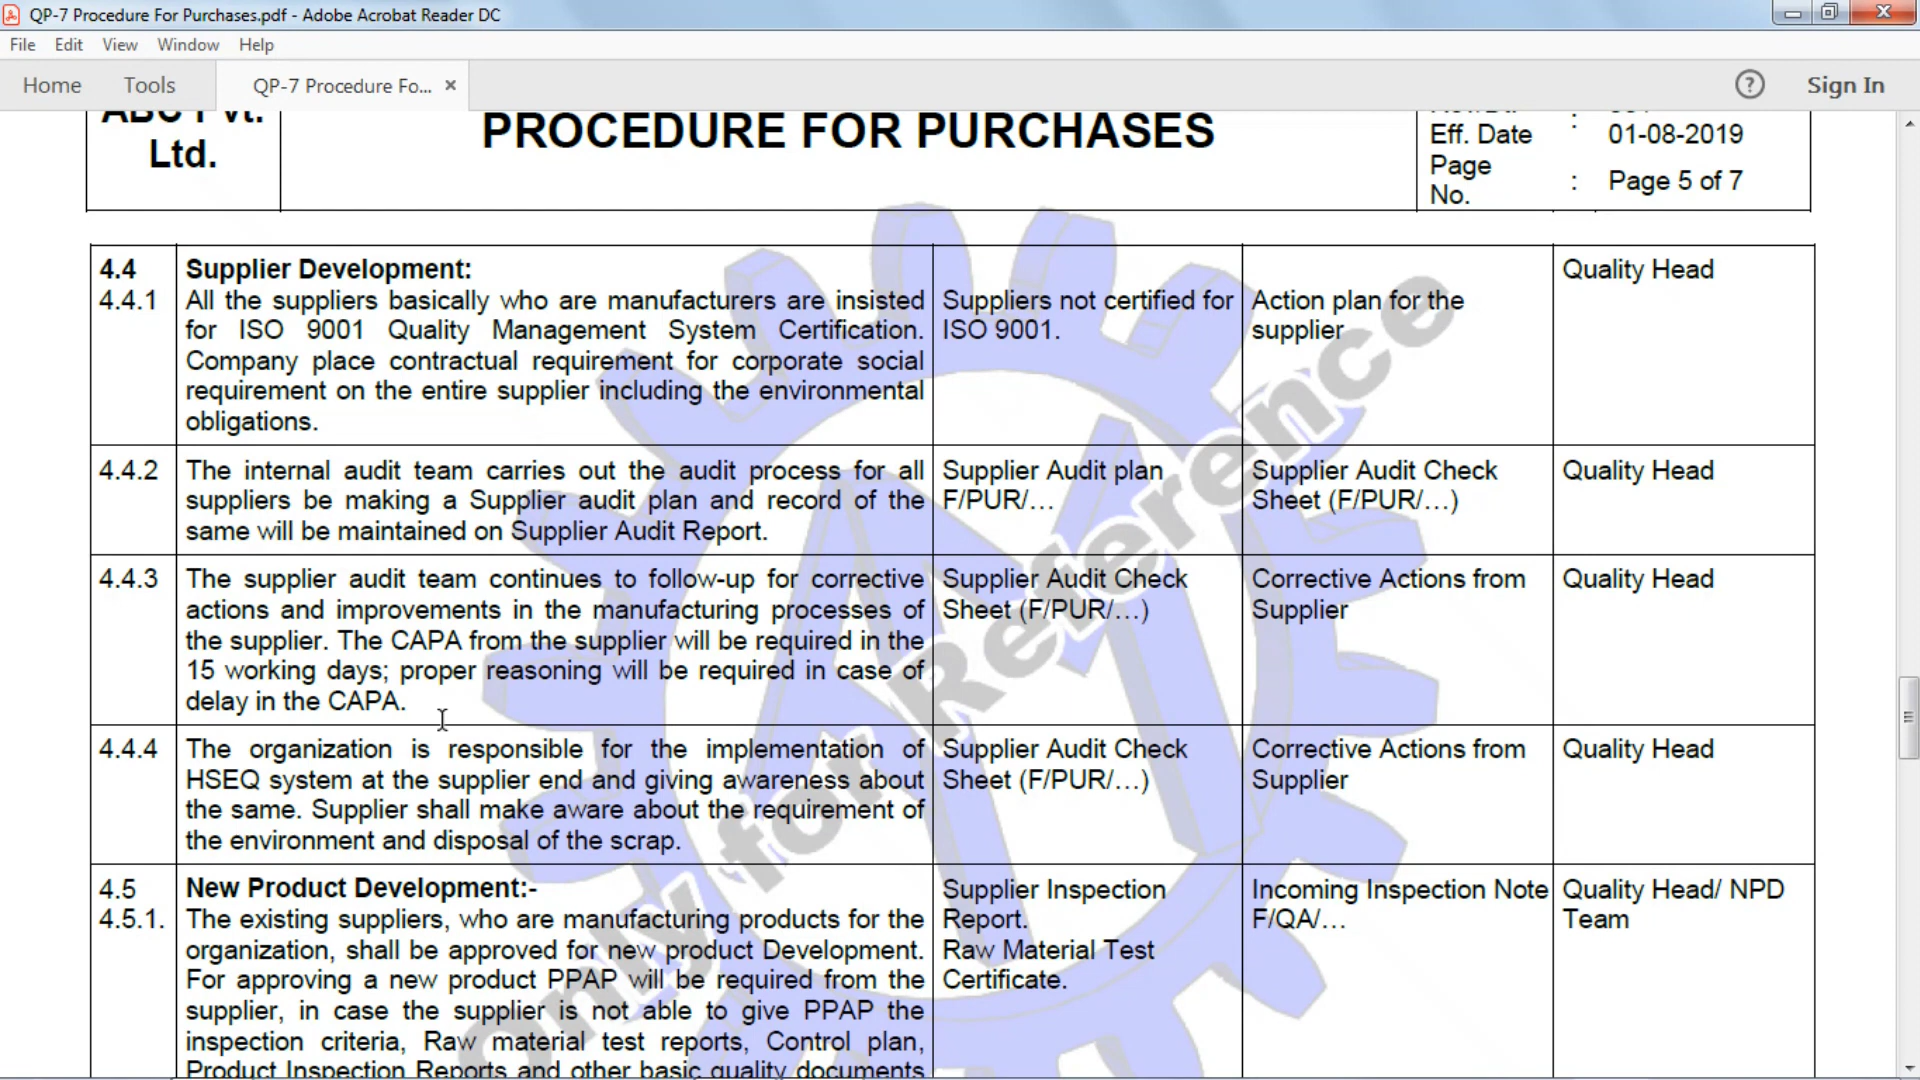 QP-7 Procedure For Purchases.pdf - Adobe Acrobat Reader DC
File Edit View Window Help
Home Tools QP-7 Procedure Fo... × ? Sign In
ABC Pvt.
Ltd.
PROCEDURE FOR PURCHASES
Eff. Date : 01-08-2019
Page
No. : Page 5 of 7
4.4 Supplier Development: Quality Head
4.4.1 All the suppliers basically who are manufacturers are insisted Suppliers not certified for Action plan for the
for ISO 9001 Quality Management System Certification. ISO 9001. supplier
Company place contractual requirement for corporate social
requirement on the entire supplier including the environmental
obligations.
4.4.2 The internal audit team carries out the audit process for all Supplier Audit plan Supplier Audit Check Quality Head
suppliers be making a Supplier audit plan and record of the F/PUR/… Sheet (F/PUR/…)
same will be maintained on Supplier Audit Report.
4.4.3 The supplier audit team continues to follow-up for corrective Supplier Audit Check Corrective Actions from Quality Head
actions and improvements in the manufacturing processes of Sheet (F/PUR/…) Supplier
the supplier. The CAPA from the supplier will be required in the
15 working days; proper reasoning will be required in case of
delay in the CAPA.
4.4.4 The organization is responsible for the implementation of Supplier Audit Check Corrective Actions from Quality Head
HSEQ system at the supplier end and giving awareness about Sheet (F/PUR/…) Supplier
the same. Supplier shall make aware about the requirement of
the environment and disposal of the scrap.
4.5 New Product Development:- Supplier Inspection Incoming Inspection Note Quality Head/ NPD
4.5.1. The existing suppliers, who are manufacturing products for the Report. F/QA/… Team
organization, shall be approved for new product Development. Raw Material Test
For approving a new product PPAP will be required from the Certificate.
supplier, in case the supplier is not able to give PPAP the
inspection criteria, Raw material test reports, Control plan,
Product Inspection Reports and other basic quality documents
Only for Reference